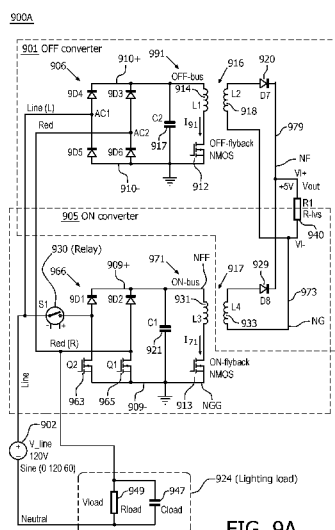 900A
901 OFF converter
910+
991
916
920
906
9D4
9D3
OFF-bus
914
D7
Line (L)
AC1
L1
L2
918
979
Red
AC2
C2
917
I91
NF
VI+
9D5
9D6
OFF-flyback
NMOS
+5V
Vout
910-
912
R1
R-ivs
905 ON converter
940
VI-
930 (Relay)
909+
971
NFF
917
929
973
966
ON-bus
931
S1
9D1
9D2
D8
C1
L3
L4
933
NG
Red (R)
921
I71
Line
Q2
Q1
ON-flyback
NMOS
963
965
909-
913
NGG
902
V_line
120V
Sine (0 120 60)
924 (Lighting load)
949
947
Vload
Rload
Cload
Neutral
FIG. 9A